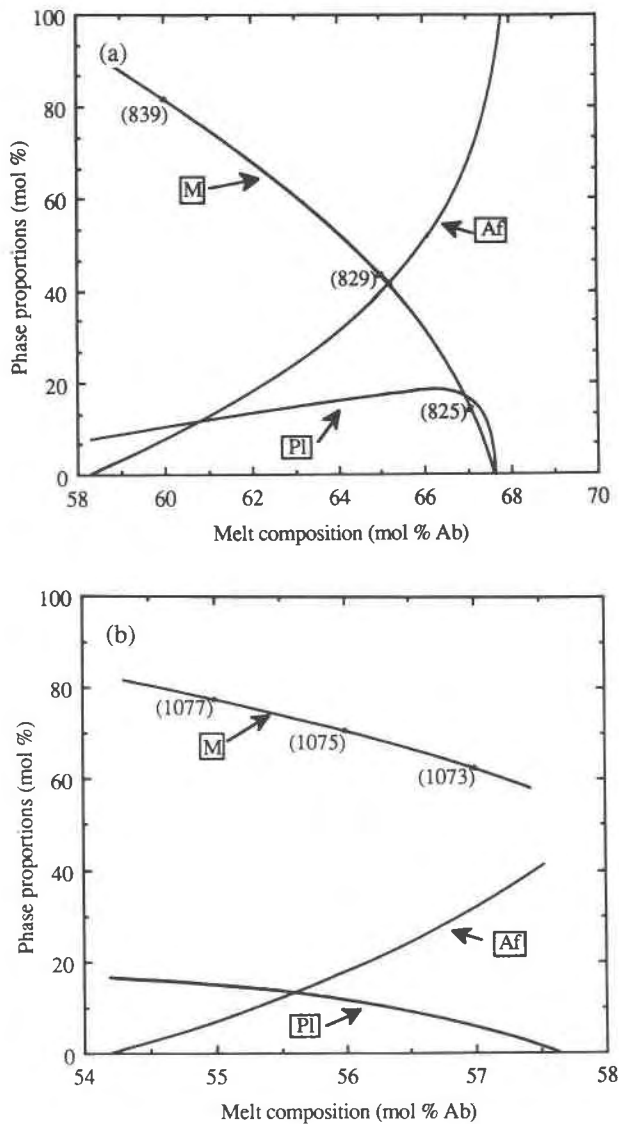 100
(a)
80
(839)
M
60
Af
Phase proportions (mol %)
(829)
40
20
(825)
Pl
0
58 60 62 64 66 68 70
Melt composition (mol % Ab)
100
(b)
80
(1077)
M
(1075)
(1073)
60
Phase proportions (mol %)
40
Af
20
Pl
0
54 55 56 57 58
Melt composition (mol % Ab)